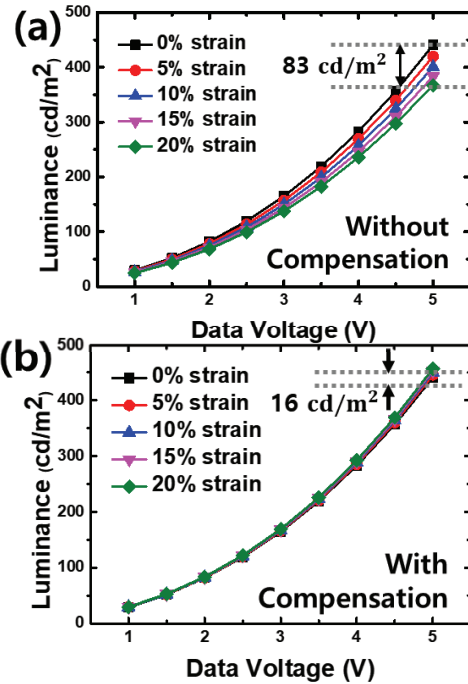 (a)
500
400
300
200
100
0
Luminance (cd/m2)
0% strain
5% strain
10% strain
15% strain
20% strain
83 cd/m²
Without
Compensation
1 2 3 4 5
Data Voltage (V)
(b)
500
400
300
200
100
0
Luminance (cd/m2)
0% strain
5% strain
10% strain
15% strain
20% strain
16 cd/m²
With
Compensation
1 2 3 4 5
Data Voltage (V)